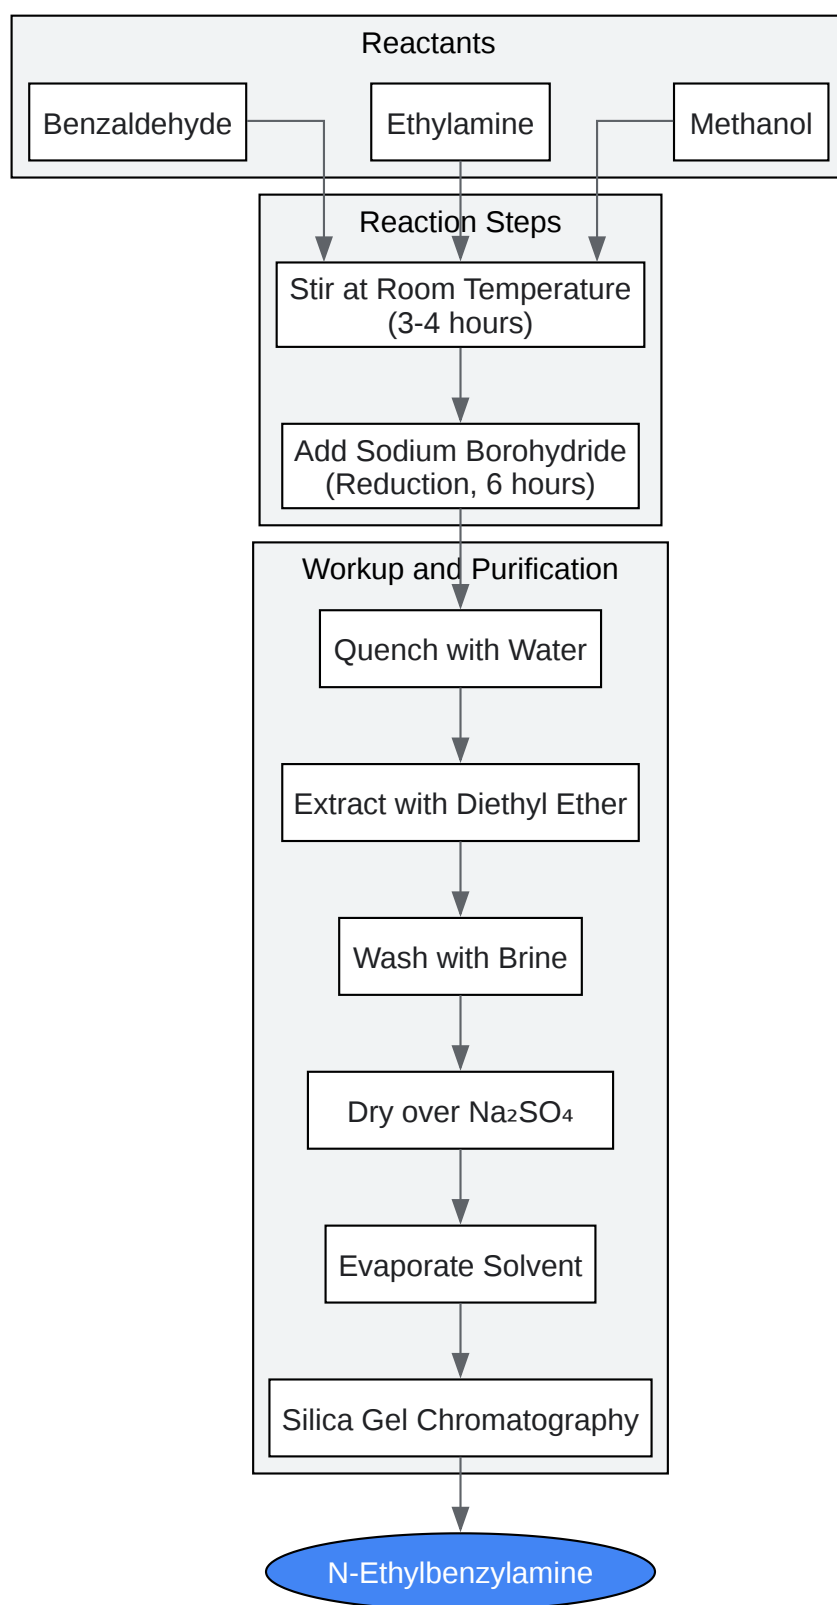 Reactants
Benzaldehyde
Ethylamine
Methanol
Reaction Steps
Stir at Room Temperature
(3-4 hours)
Add Sodium Borohydride
(Reduction, 6 hours)
Workup and Purification
Quench with Water
Extract with Diethyl Ether
Wash with Brine
Dry over Na₂SO₄
Evaporate Solvent
Silica Gel Chromatography
N-Ethylbenzylamine